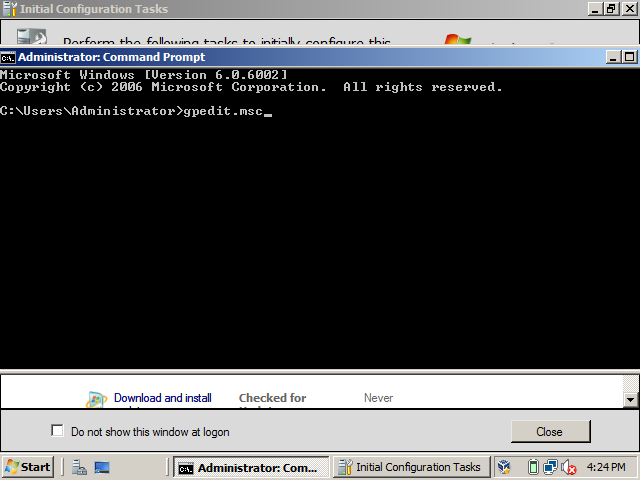 Initial Configuration Tasks
Perform the following tasks to initially configure this
Administrator: Command Prompt
Microsoft Windows [Version 6.0.6002]
Copyright (c) 2006 Microsoft Corporation.  All rights reserved.
C:\Users\Administrator>gpedit.msc_
Download and install
Checked for
Never
Do not show this window at logon
Close
Start
Administrator: Com...
Initial Configuration Tasks
4:24 PM